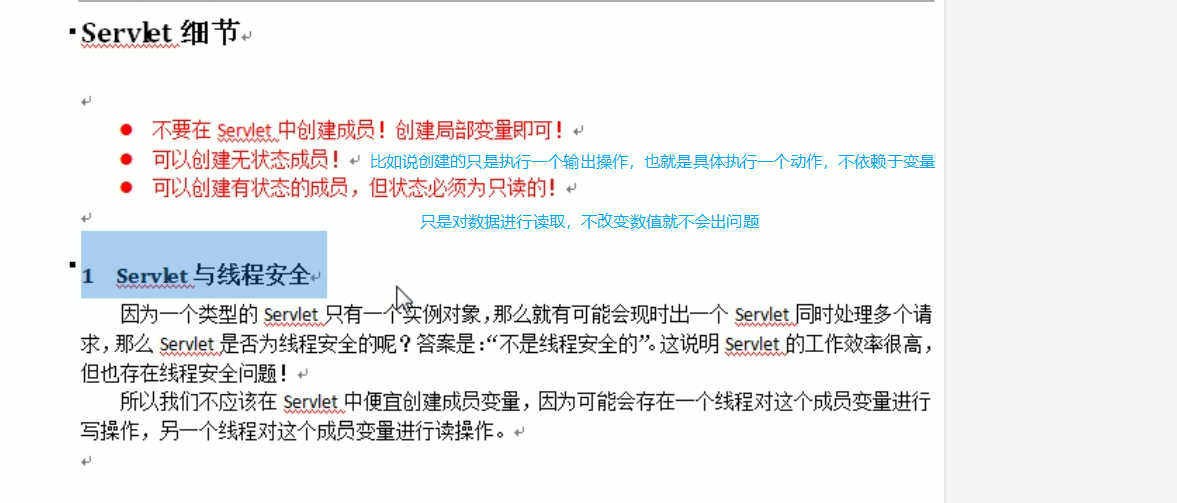 Servlet 细节
不要在 Servlet 中创建成员！创建局部变量即可！
可以创建无状态成员！ 比如说创建的只是执行一个输出操作，也就是具体执行一个动作，不依赖于变量
可以创建有状态的成员，但状态必须为只读的！
只是对数据进行读取，不改变数值就不会出问题
1 Servlet 与线程安全
因为一个类型的 Servlet 只有一个实例对象，那么就有可能会现时出一个 Servlet 同时处理多个请
求，那么 Servlet 是否为线程安全的呢？答案是：“不是线程安全的”。这说明 Servlet 的工作效率很高，
但也存在线程安全问题！
所以我们不应该在 Servlet 中便宜创建成员变量，因为可能会存在一个线程对这个成员变量进行
写操作，另一个线程对这个成员变量进行读操作。